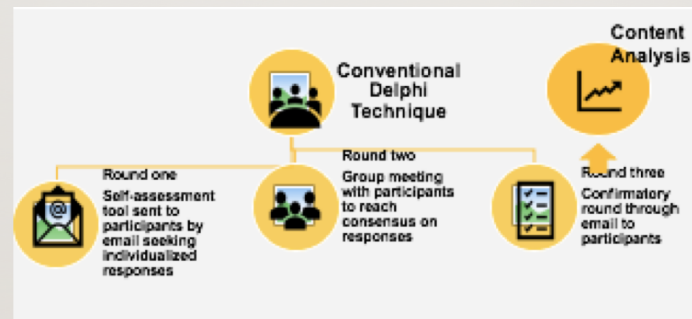 Content
Analysis
Conventional
Delphi
Technique
Round one
Self-assessment
tool sent to
participants by
email seeking
individualized
responses
Round two
Group meeting
with participants
to reach
consensus on
responses
Round three
Confirmatory
round through
email to
participants